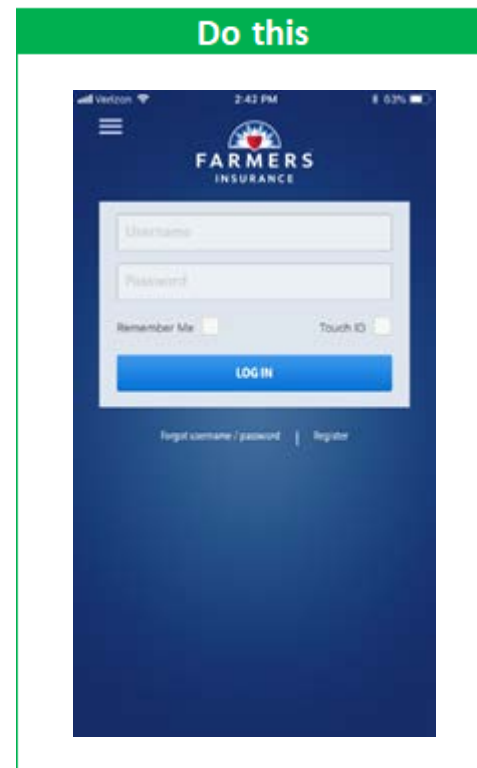 Do this
Verizon 2:42 PM 63%
FARMERS
INSURANCE
Username
Password
Remember Me Touch ID
LOG IN
Forgot username / password | Register